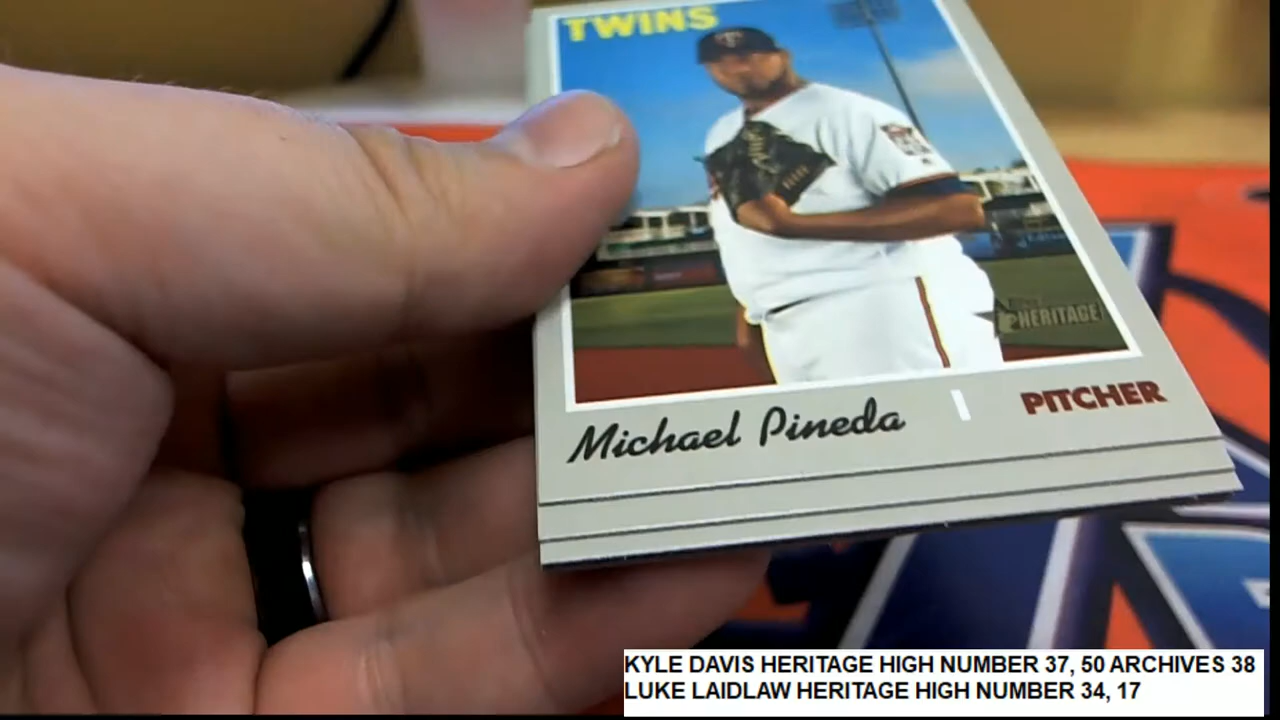 TWINS
HERITAGE
Michael Pineda
PITCHER
KYLE DAVIS HERITAGE HIGH NUMBER 37, 50 ARCHIVES 38
LUKE LAIDLAW HERITAGE HIGH NUMBER 34, 17